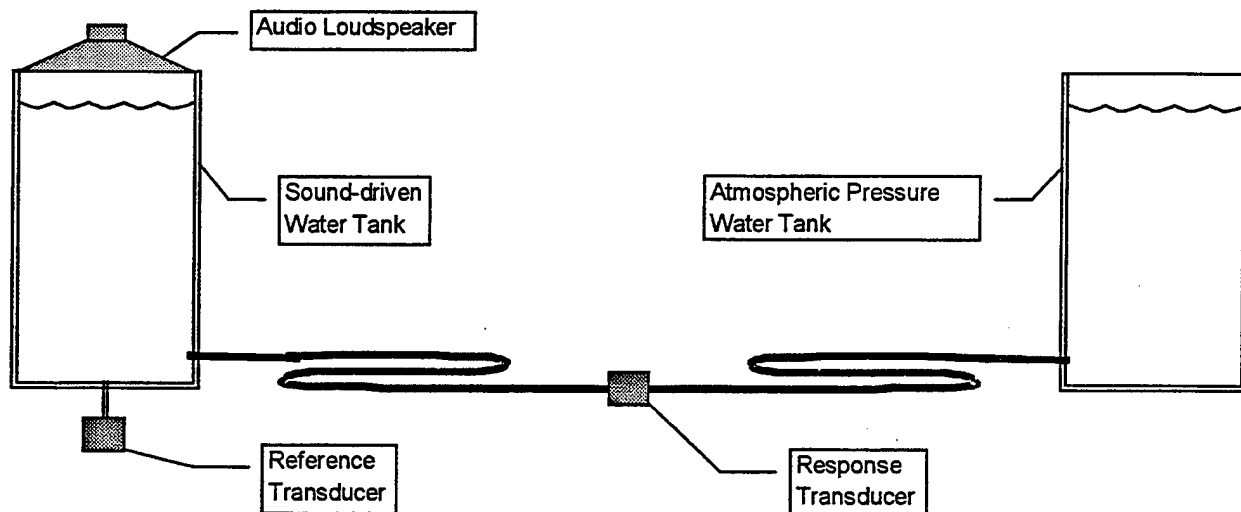 Audio Loudspeaker
Sound-driven
Water Tank
Atmospheric Pressure
Water Tank
Reference
Transducer
Response
Transducer